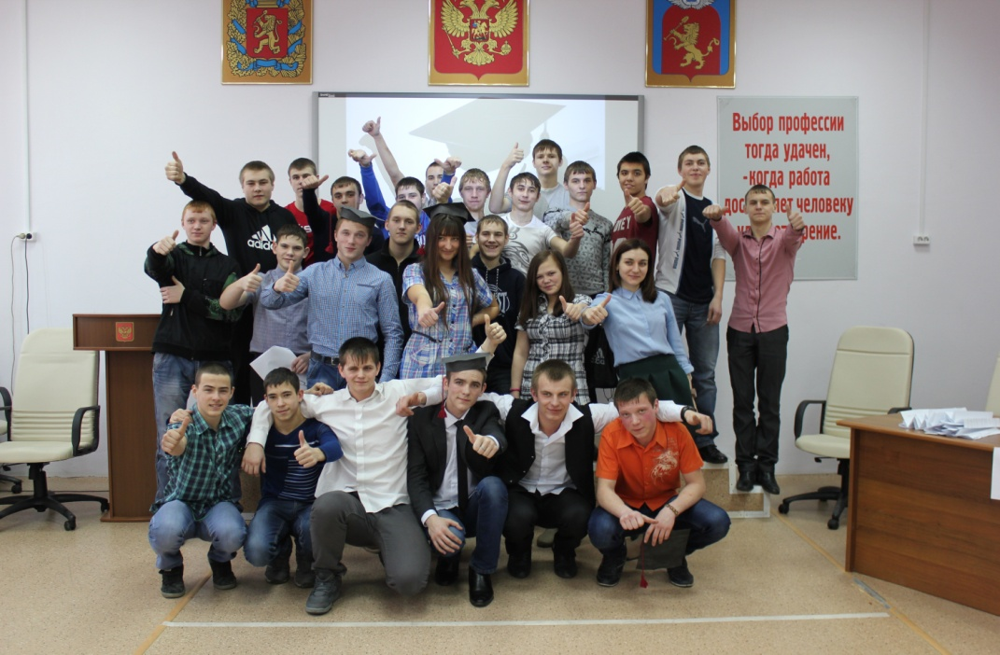 Выбор профессии
тогда удачен,
-когда работа
человеку
adidas